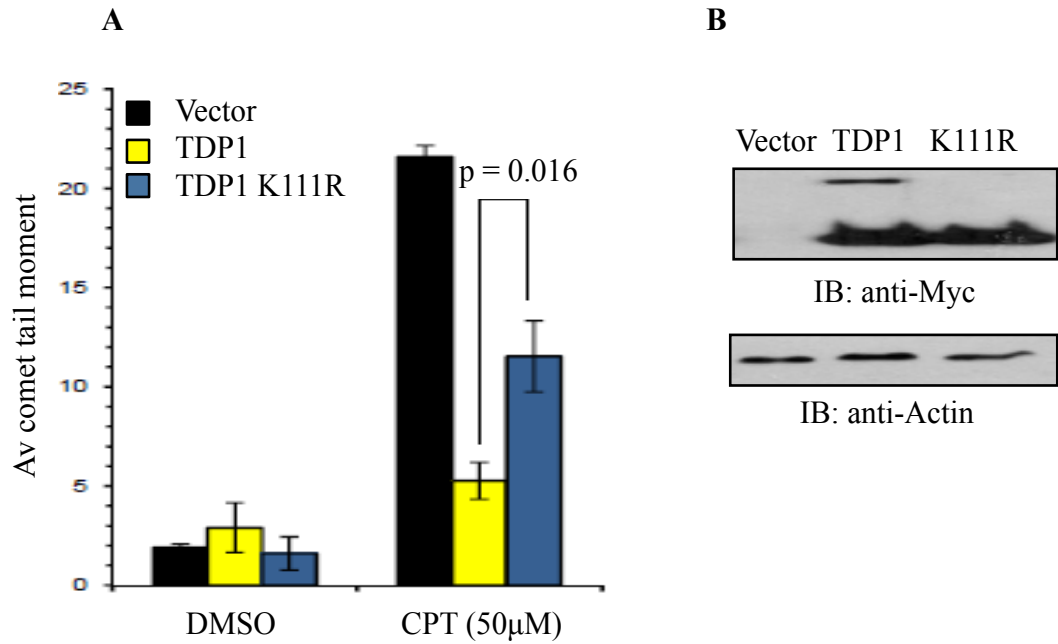 A
B
25
20
15
10
5
0
Av comet tail moment
Vector
TDP1
TDP1 K111R
p = 0.016
DMSO
CPT (50μM)
Vector TDP1 K111R
IB: anti-Myc
IB: anti-Actin